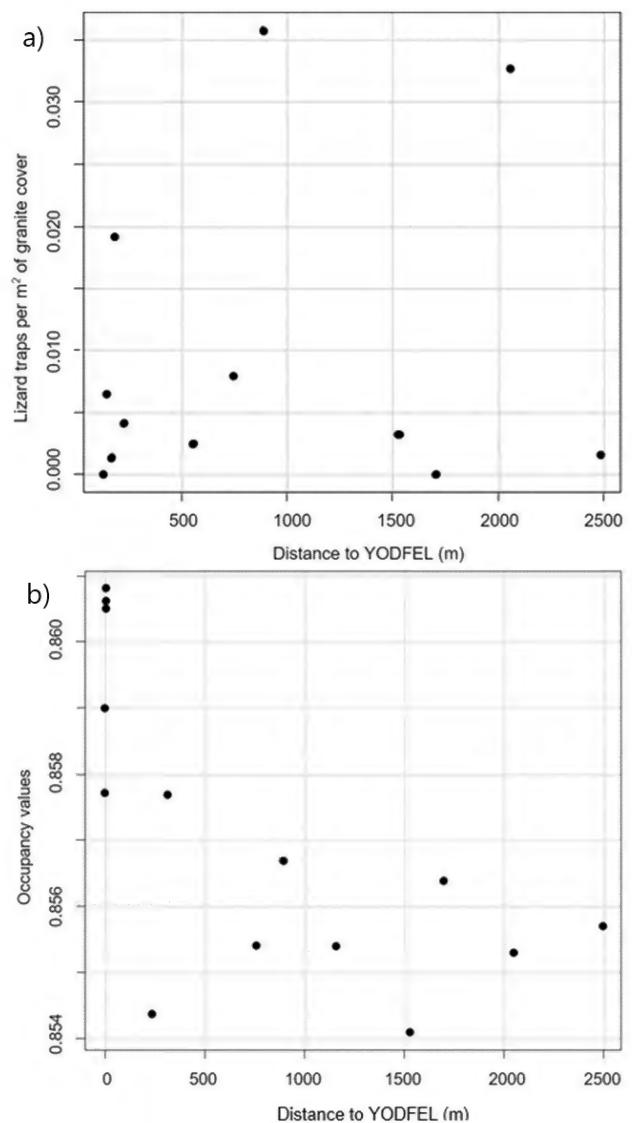 a)
0.030
0.020
0.010
0.000
Lizard traps per m² of granite cover
500 1000 1500 2000 2500
Distance to YODFEL (m)
b)
0.860
0.858
0.856
0.854
Occupancy values
0 500 1000 1500 2000 2500
Distance to YODFEL (m)